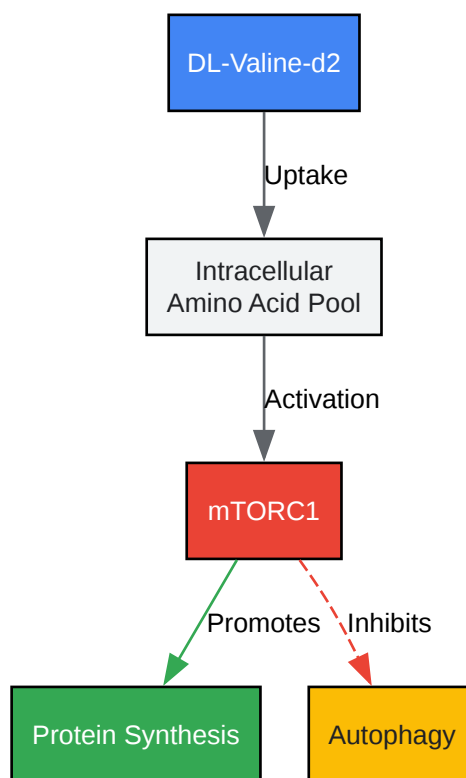 DL-Valine-d2
Uptake
Intracellular
Amino Acid Pool
Activation
mTORC1
Promotes
Inhibits
Protein Synthesis
Autophagy